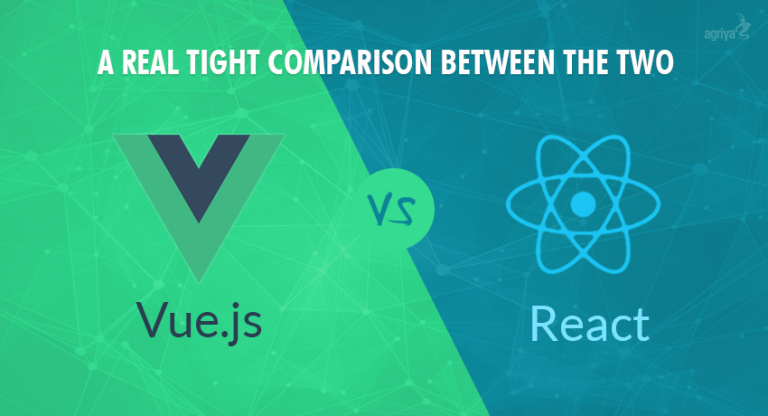 agriya
A REAL TIGHT COMPARISON BETWEEN THE TWO
VS
Vue.js
React